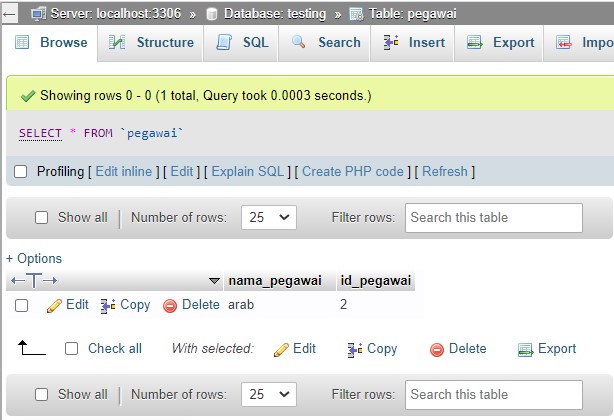 Server: localhost:3306 » Database: testing » Table: pegawai
Browse Structure SQL Search Insert Export
Showing rows 0 - 0 (1 total, Query took 0.0003 seconds.)
SELECT * FROM `pegawai`
Profiling [ Edit inline ] [ Edit ] [ Explain SQL ] [ Create PHP code ] [ Refresh ]
Show all | Number of rows: 25 Filter rows: Search this table
+ Options
←T→ nama_pegawai id_pegawai
Edit Copy Delete arab 2
Check all With selected: Edit Copy Delete Export
Show all | Number of rows: 25 Filter rows: Search this table